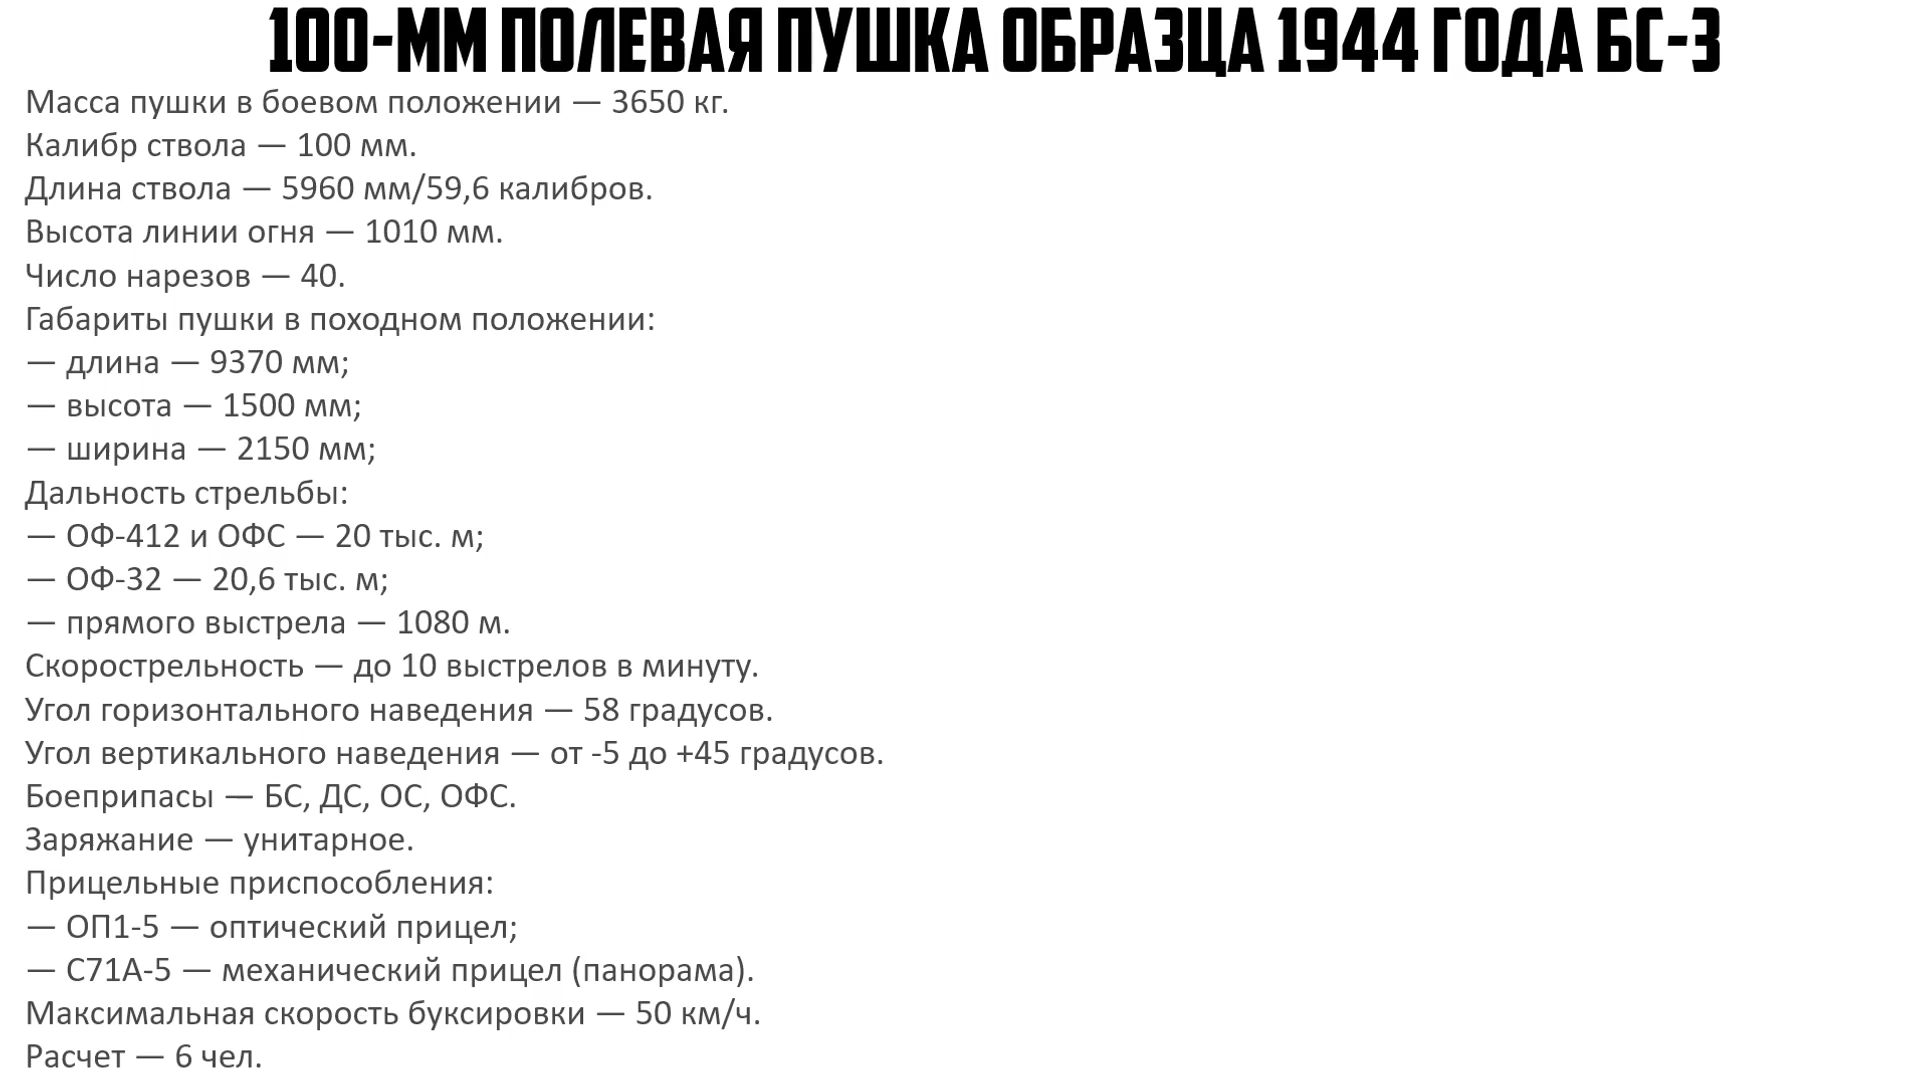 100-ММ ПОЛЕВАЯ ПУШКА ОБРАЗЦА 1944 ГОДА БС-3
Масса пушки в боевом положении — 3650 кг.
Калибр ствола — 100 мм.
Длина ствола — 5960 мм/59,6 калибров.
Высота линии огня — 1010 мм.
Число нарезов — 40.
Габариты пушки в походном положении:
— длина — 9370 мм;
— высота — 1500 мм;
— ширина — 2150 мм;
Дальность стрельбы:
— ОФ-412 и ОФС — 20 тыс. м;
— ОФ-32 — 20,6 тыс. м;
— прямого выстрела — 1080 м.
Скорострельность — до 10 выстрелов в минуту.
Угол горизонтального наведения — 58 градусов.
Угол вертикального наведения — от -5 до +45 градусов.
Боеприпасы — БС, ДС, ОС, ОФС.
Заряжание — унитарное.
Прицельные приспособления:
— ОП1-5 — оптический прицел;
— С71А-5 — механический прицел (панорама).
Максимальная скорость буксировки — 50 км/ч.
Расчет — 6 чел.